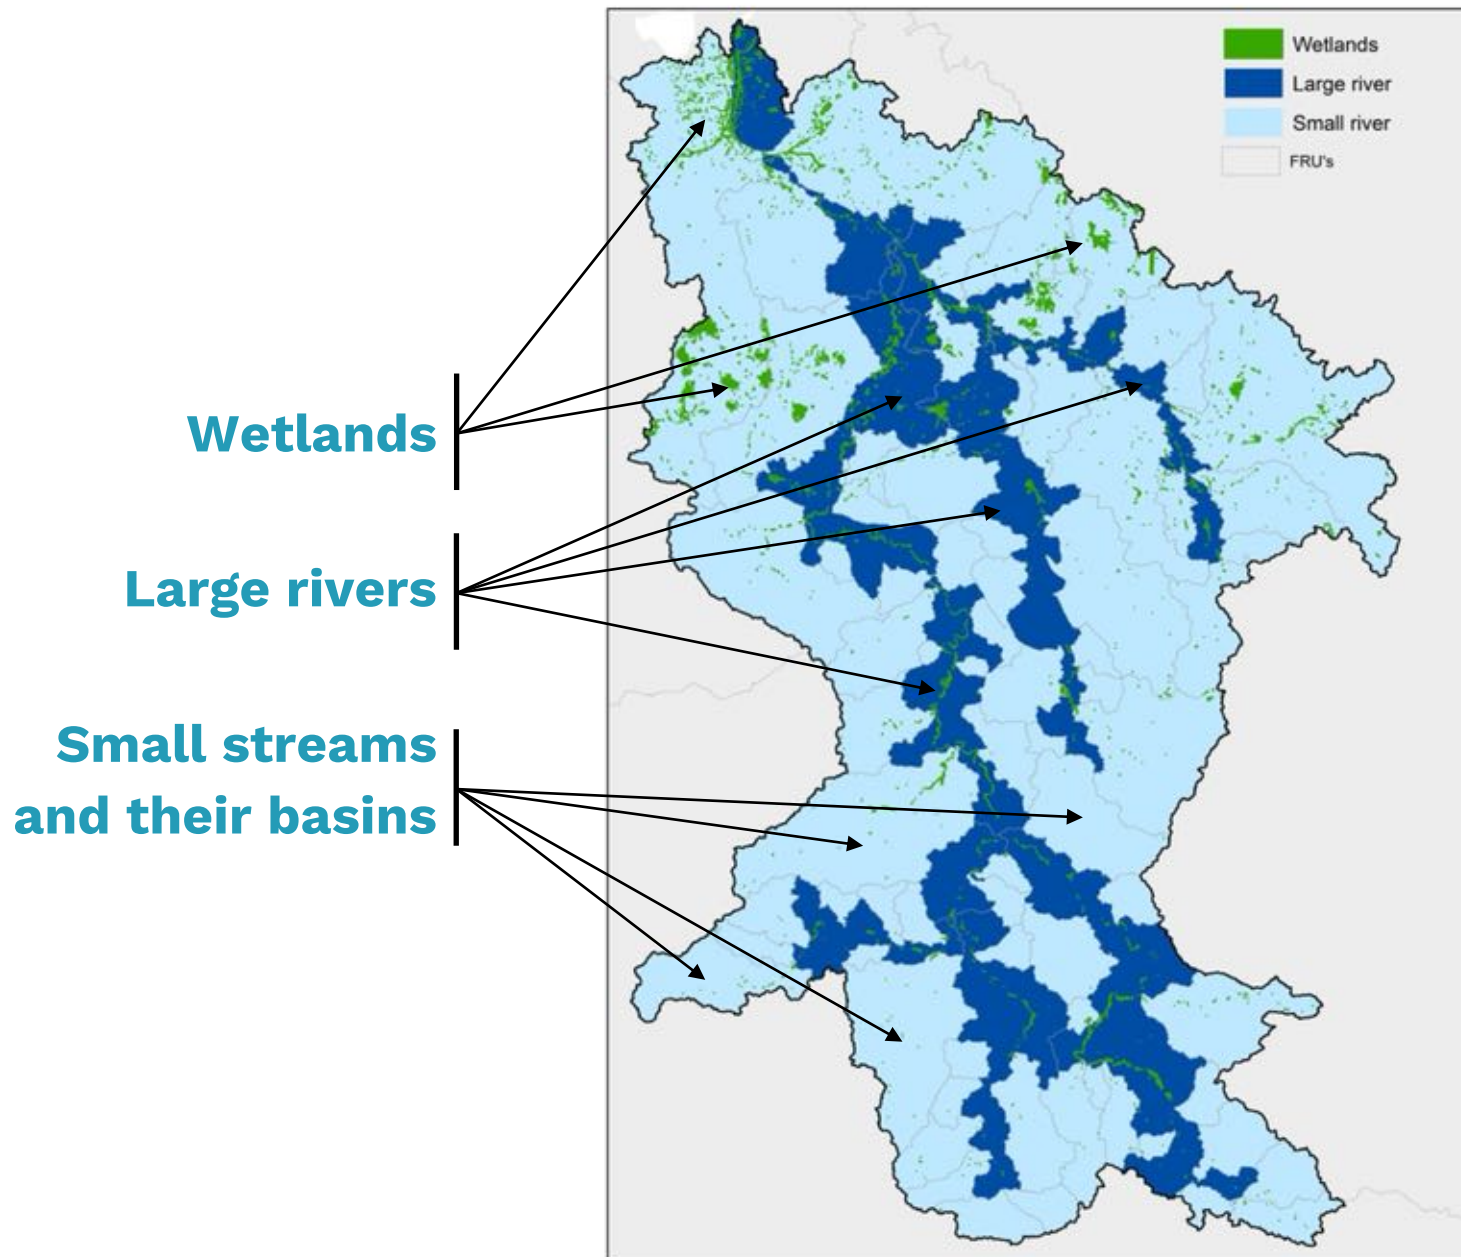 Wetlands
Large river
Small river
FRU's
Wetlands
Large rivers
Small streams
and their basins